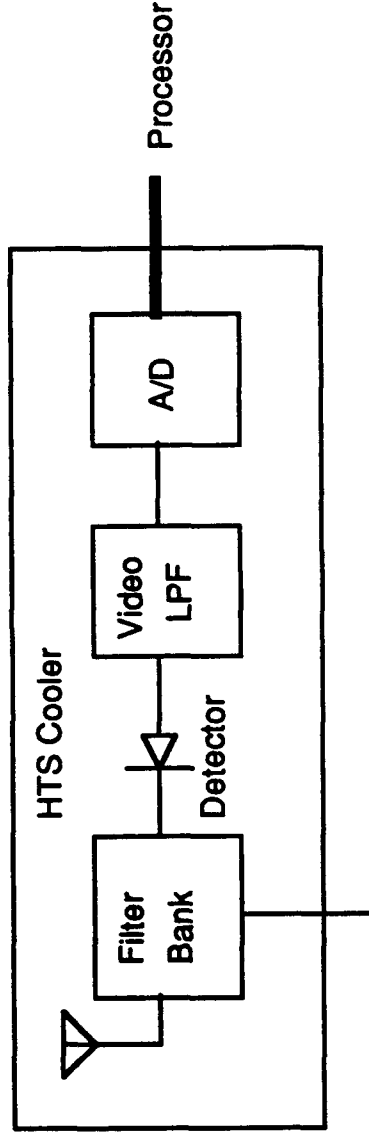 HTS Cooler
Filter
Bank
Detector
Video
LPF
A/D
Processor